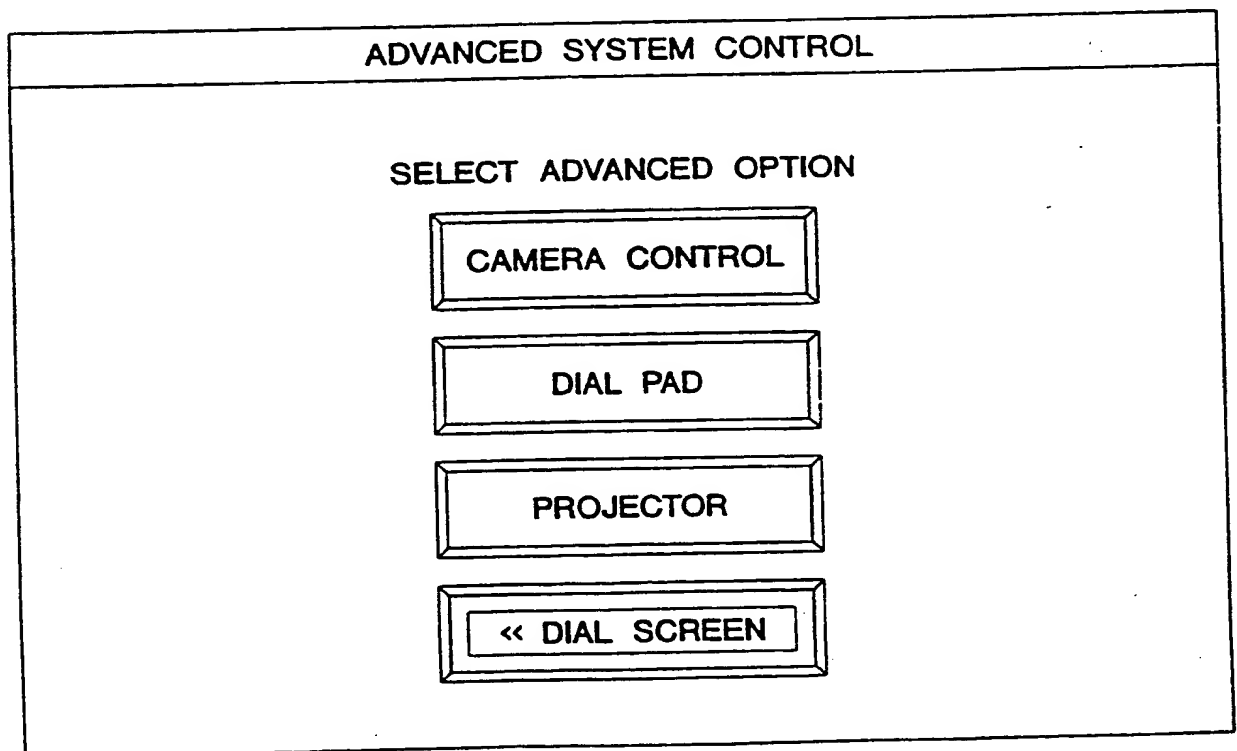 ADVANCED SYSTEM CONTROL
SELECT ADVANCED OPTION
CAMERA CONTROL
DIAL PAD
PROJECTOR
<< DIAL SCREEN